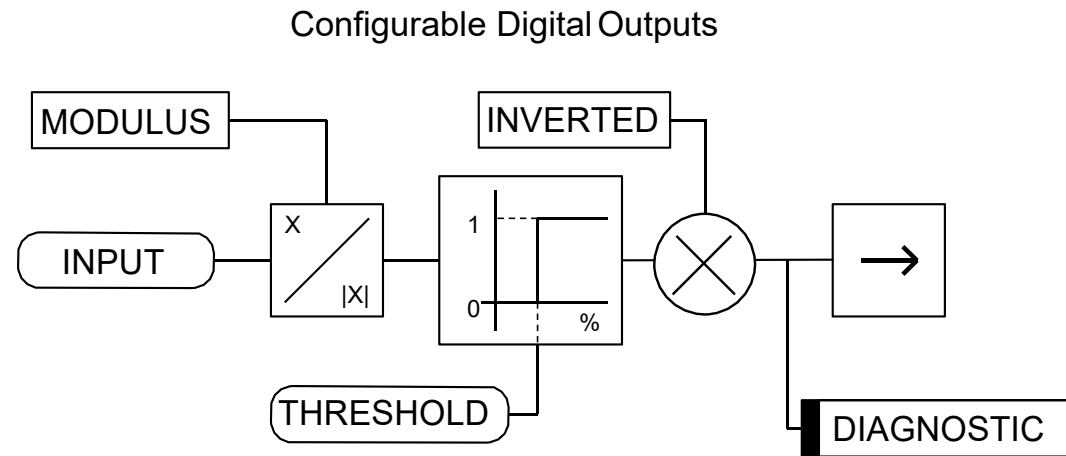 Configurable Digital Outputs
MODULUS
INVERTED
X
|X|
1
0
%
INPUT
THRESHOLD
DIAGNOSTIC